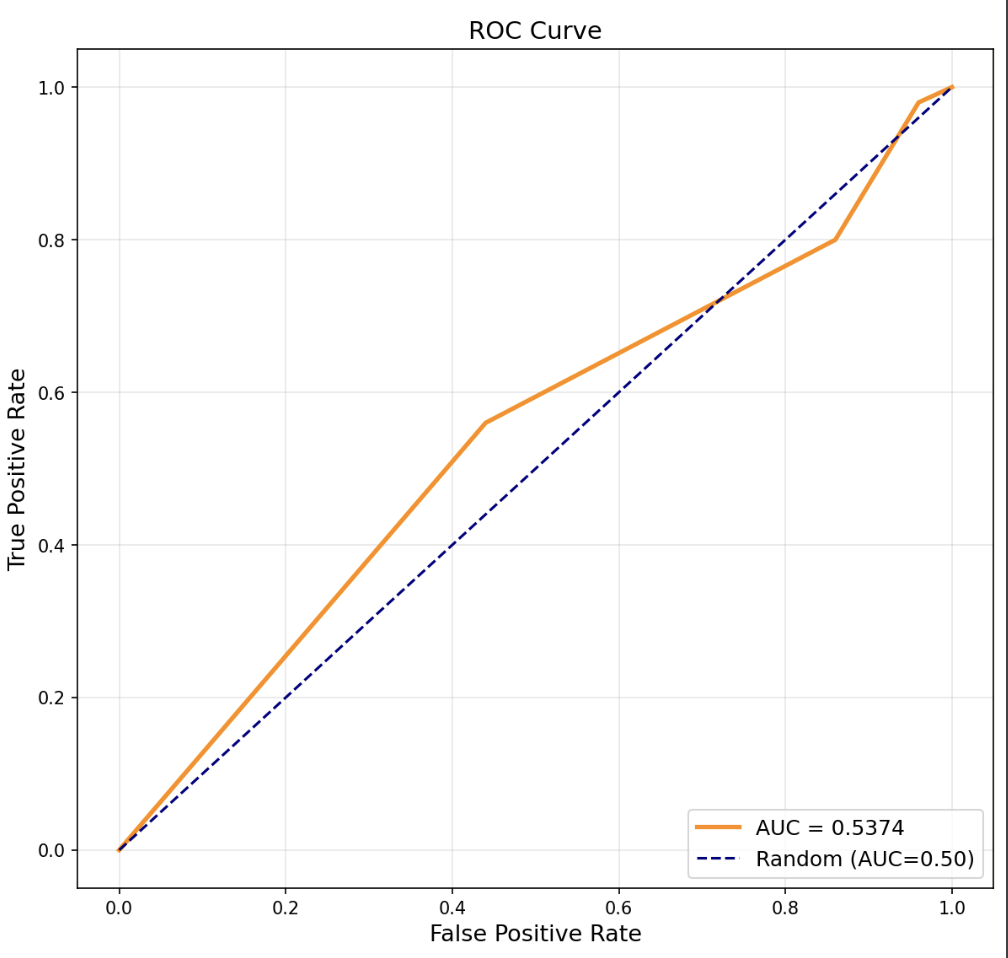 ROC Curve
1.0
0.8
0.6
0.4
0.2
0.0
True Positive Rate
0.0 0.2 0.4 0.6 0.8 1.0
False Positive Rate
AUC = 0.5374
Random (AUC=0.50)